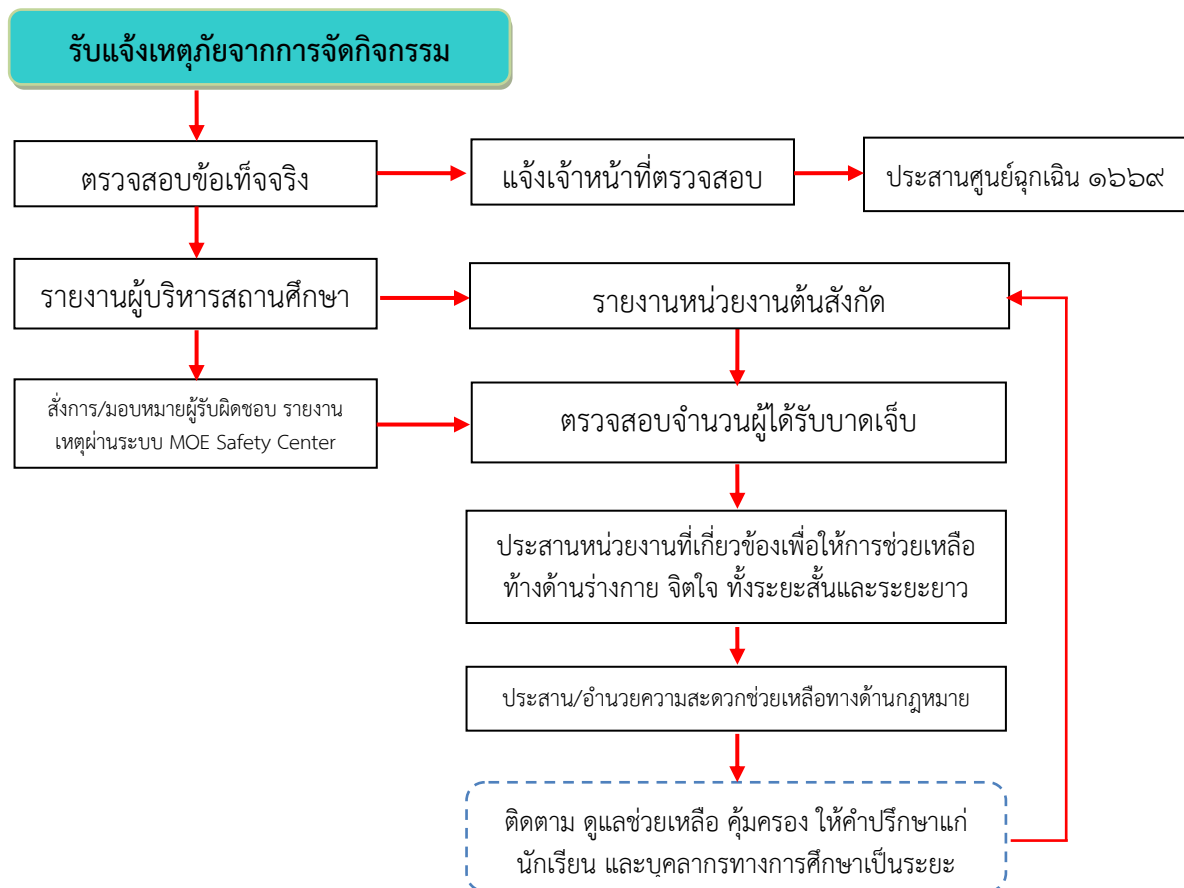 รับแจ้งเหตุภัยจากการจัดกิจกรรม
ตรวจสอบข้อเท็จจริง
แจ้งเจ้าหน้าที่ตรวจสอบ
ประสานศูนย์ฉุกเฉิน ๑๖๖๙
รายงานผู้บริหารสถานศึกษา
รายงานหน่วยงานต้นสังกัด
สั่งการ/มอบหมายผู้รับผิดชอบ รายงาน
เหตุผ่านระบบ MOE Safety Center
ตรวจสอบจำนวนผู้ได้รับบาดเจ็บ
ประสานหน่วยงานที่เกี่ยวข้องเพื่อให้การช่วยเหลือ
ท้างด้านร่างกาย จิตใจ ทั้งระยะสั้นและระยะยาว
ประสาน/อำนวยความสะดวกช่วยเหลือทางด้านกฎหมาย
ติดตาม ดูแลช่วยเหลือ คุ้มครอง ให้คำปรึกษาแก่
นักเรียน และบุคลากรทางการศึกษาเป็นระยะ